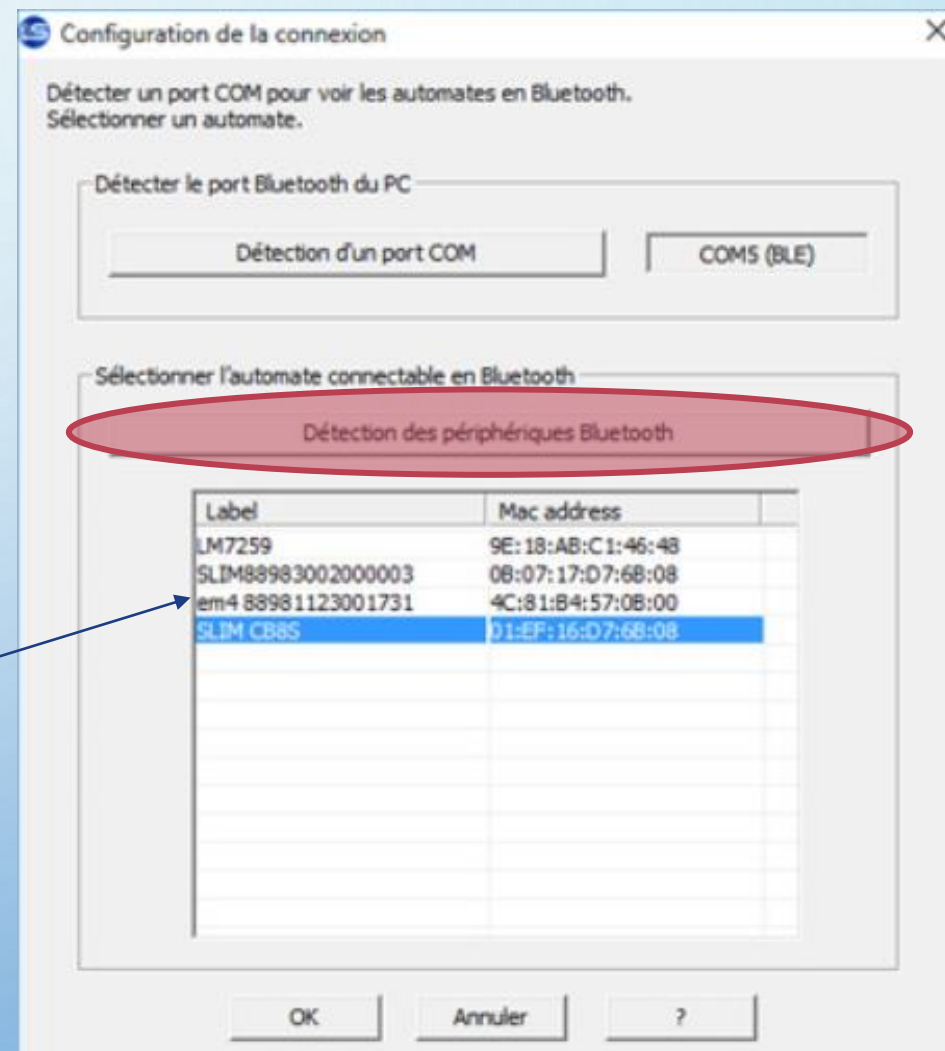 Configuration de la connexion
Détecter un port COM pour voir les automates en Bluetooth.
Sélectionner un automate.
Détecter le port Bluetooth du PC
Détection d'un port COM COM5 (BLE)
Sélectionner l'automate connectable en Bluetooth
Détection des périphériques Bluetooth
Label Mac address
LM7259 9E:18:AB:C1:46:48
SLIM88983002000003 0B:07:17:D7:6B:08
em4 88981123001731 4C:81:B4:57:0B:00
SLIM CB8S 01:EF:16:D7:6B:08
OK Annuler ?